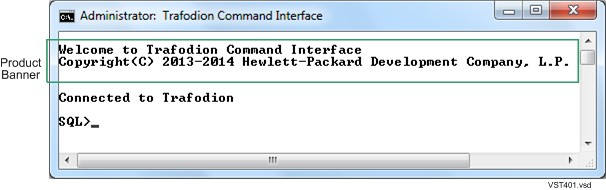 Administrator: Trafodion Command Interface
Welcome to Trafodion Command Interface
Copyright(C) 2013-2014 Hewlett-Packard Development Company, L.P.
Product
Banner
Connected to Trafodion
SQL>_
VST401.vsd